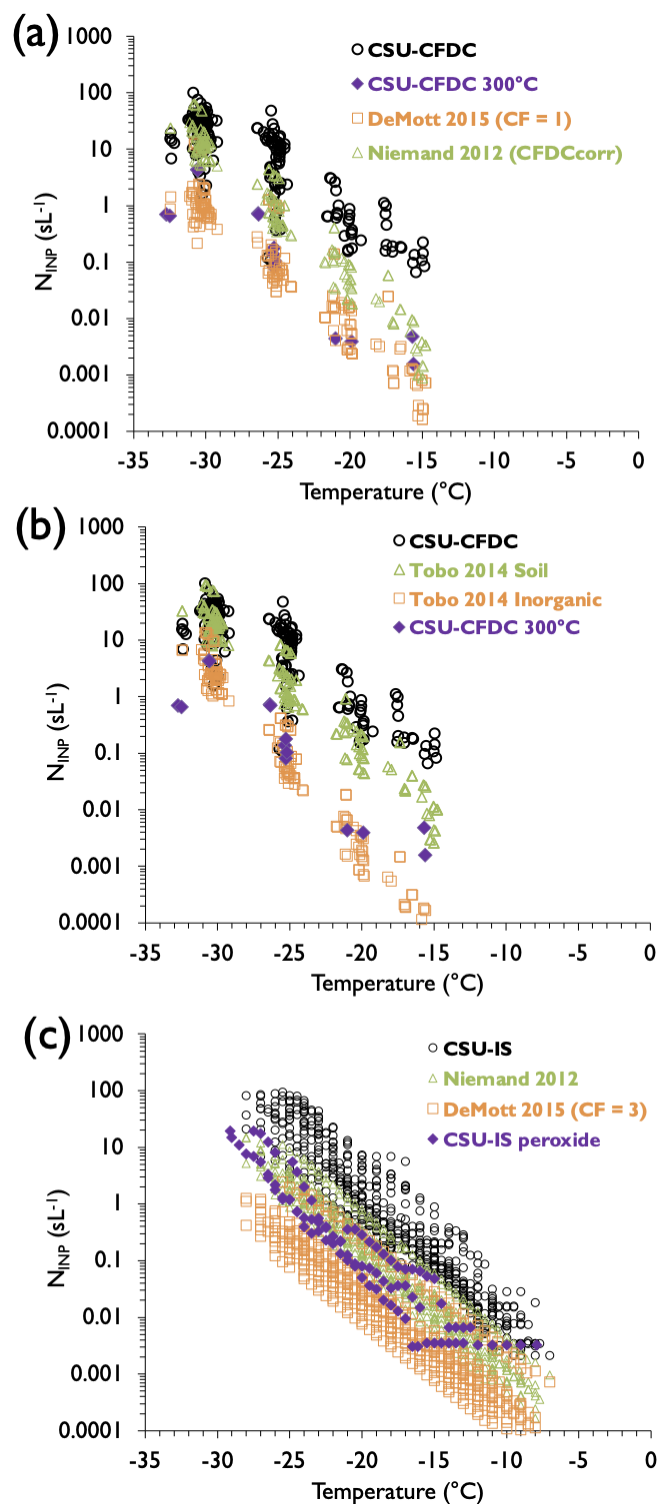 (a)
1000
100
10
1
0.1
0.01
0.001
0.0001
N_INP (sL⁻¹)
CSU-CFDC
CSU-CFDC 300°C
DeMott 2015 (CF = 1)
Niemand 2012 (CFDCcorr)
-35 -30 -25 -20 -15 -10 -5 0
Temperature (°C)
(b)
1000
100
10
1
0.1
0.01
0.001
0.0001
N_INP (sL⁻¹)
CSU-CFDC
Tobo 2014 Soil
Tobo 2014 Inorganic
CSU-CFDC 300°C
-35 -30 -25 -20 -15 -10 -5 0
Temperature (°C)
(c)
1000
100
10
1
0.1
0.01
0.001
0.0001
N_INP (sL⁻¹)
CSU-IS
Niemand 2012
DeMott 2015 (CF = 3)
CSU-IS peroxide
-35 -30 -25 -20 -15 -10 -5 0
Temperature (°C)